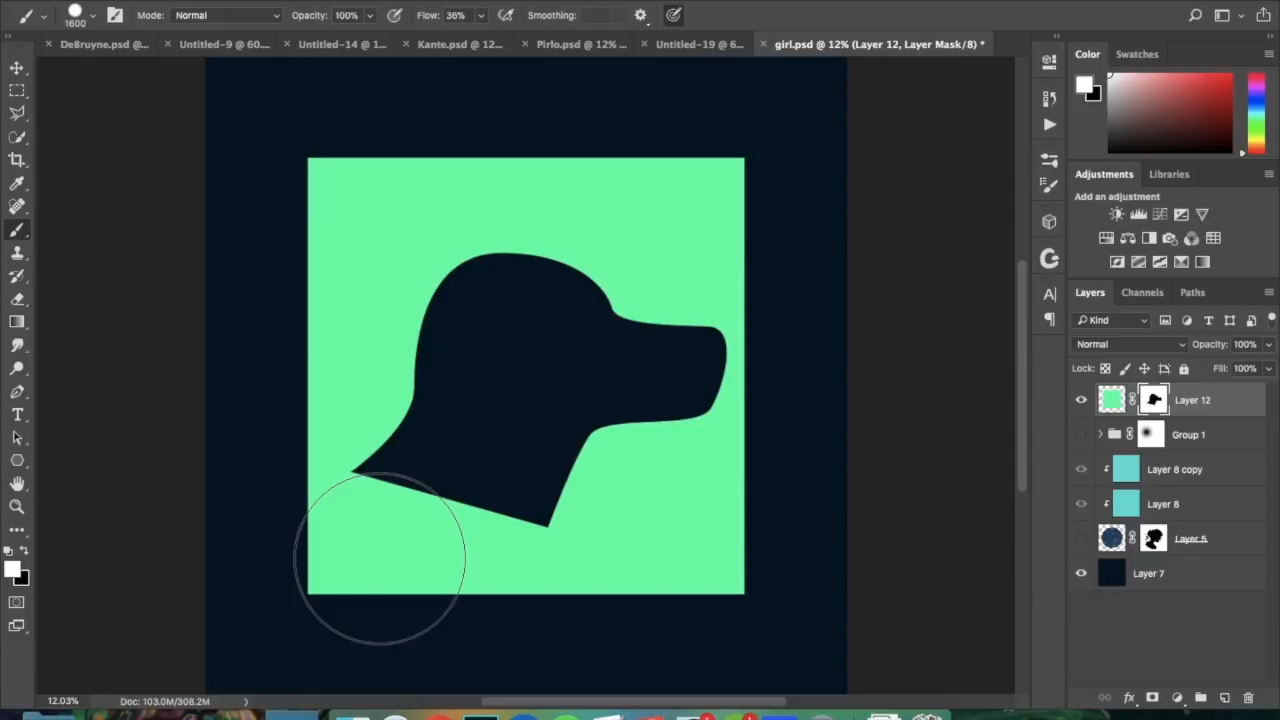 1600 Mode: Normal Opacity: 100% Flow: 36% Smoothing:
DeBruyne.psd @... Untitled-9 @ 60.... Untitled-14 @ 1... Kante.psd @ 12... Pirlo.psd @ 12% ... Untitled-19 @ 6... girl.psd @ 12% (Layer 12, Layer Mask/8) *
Color Swatches
Adjustments Libraries
Add an adjustment
Layers Channels Paths
Kind
Normal Opacity: 100%
Lock: Fill: 100%
Layer 12
Group 1
Layer 8 copy
Layer 8
Layer 5
Layer 7
12.03% Doc: 103.0M/308.2M